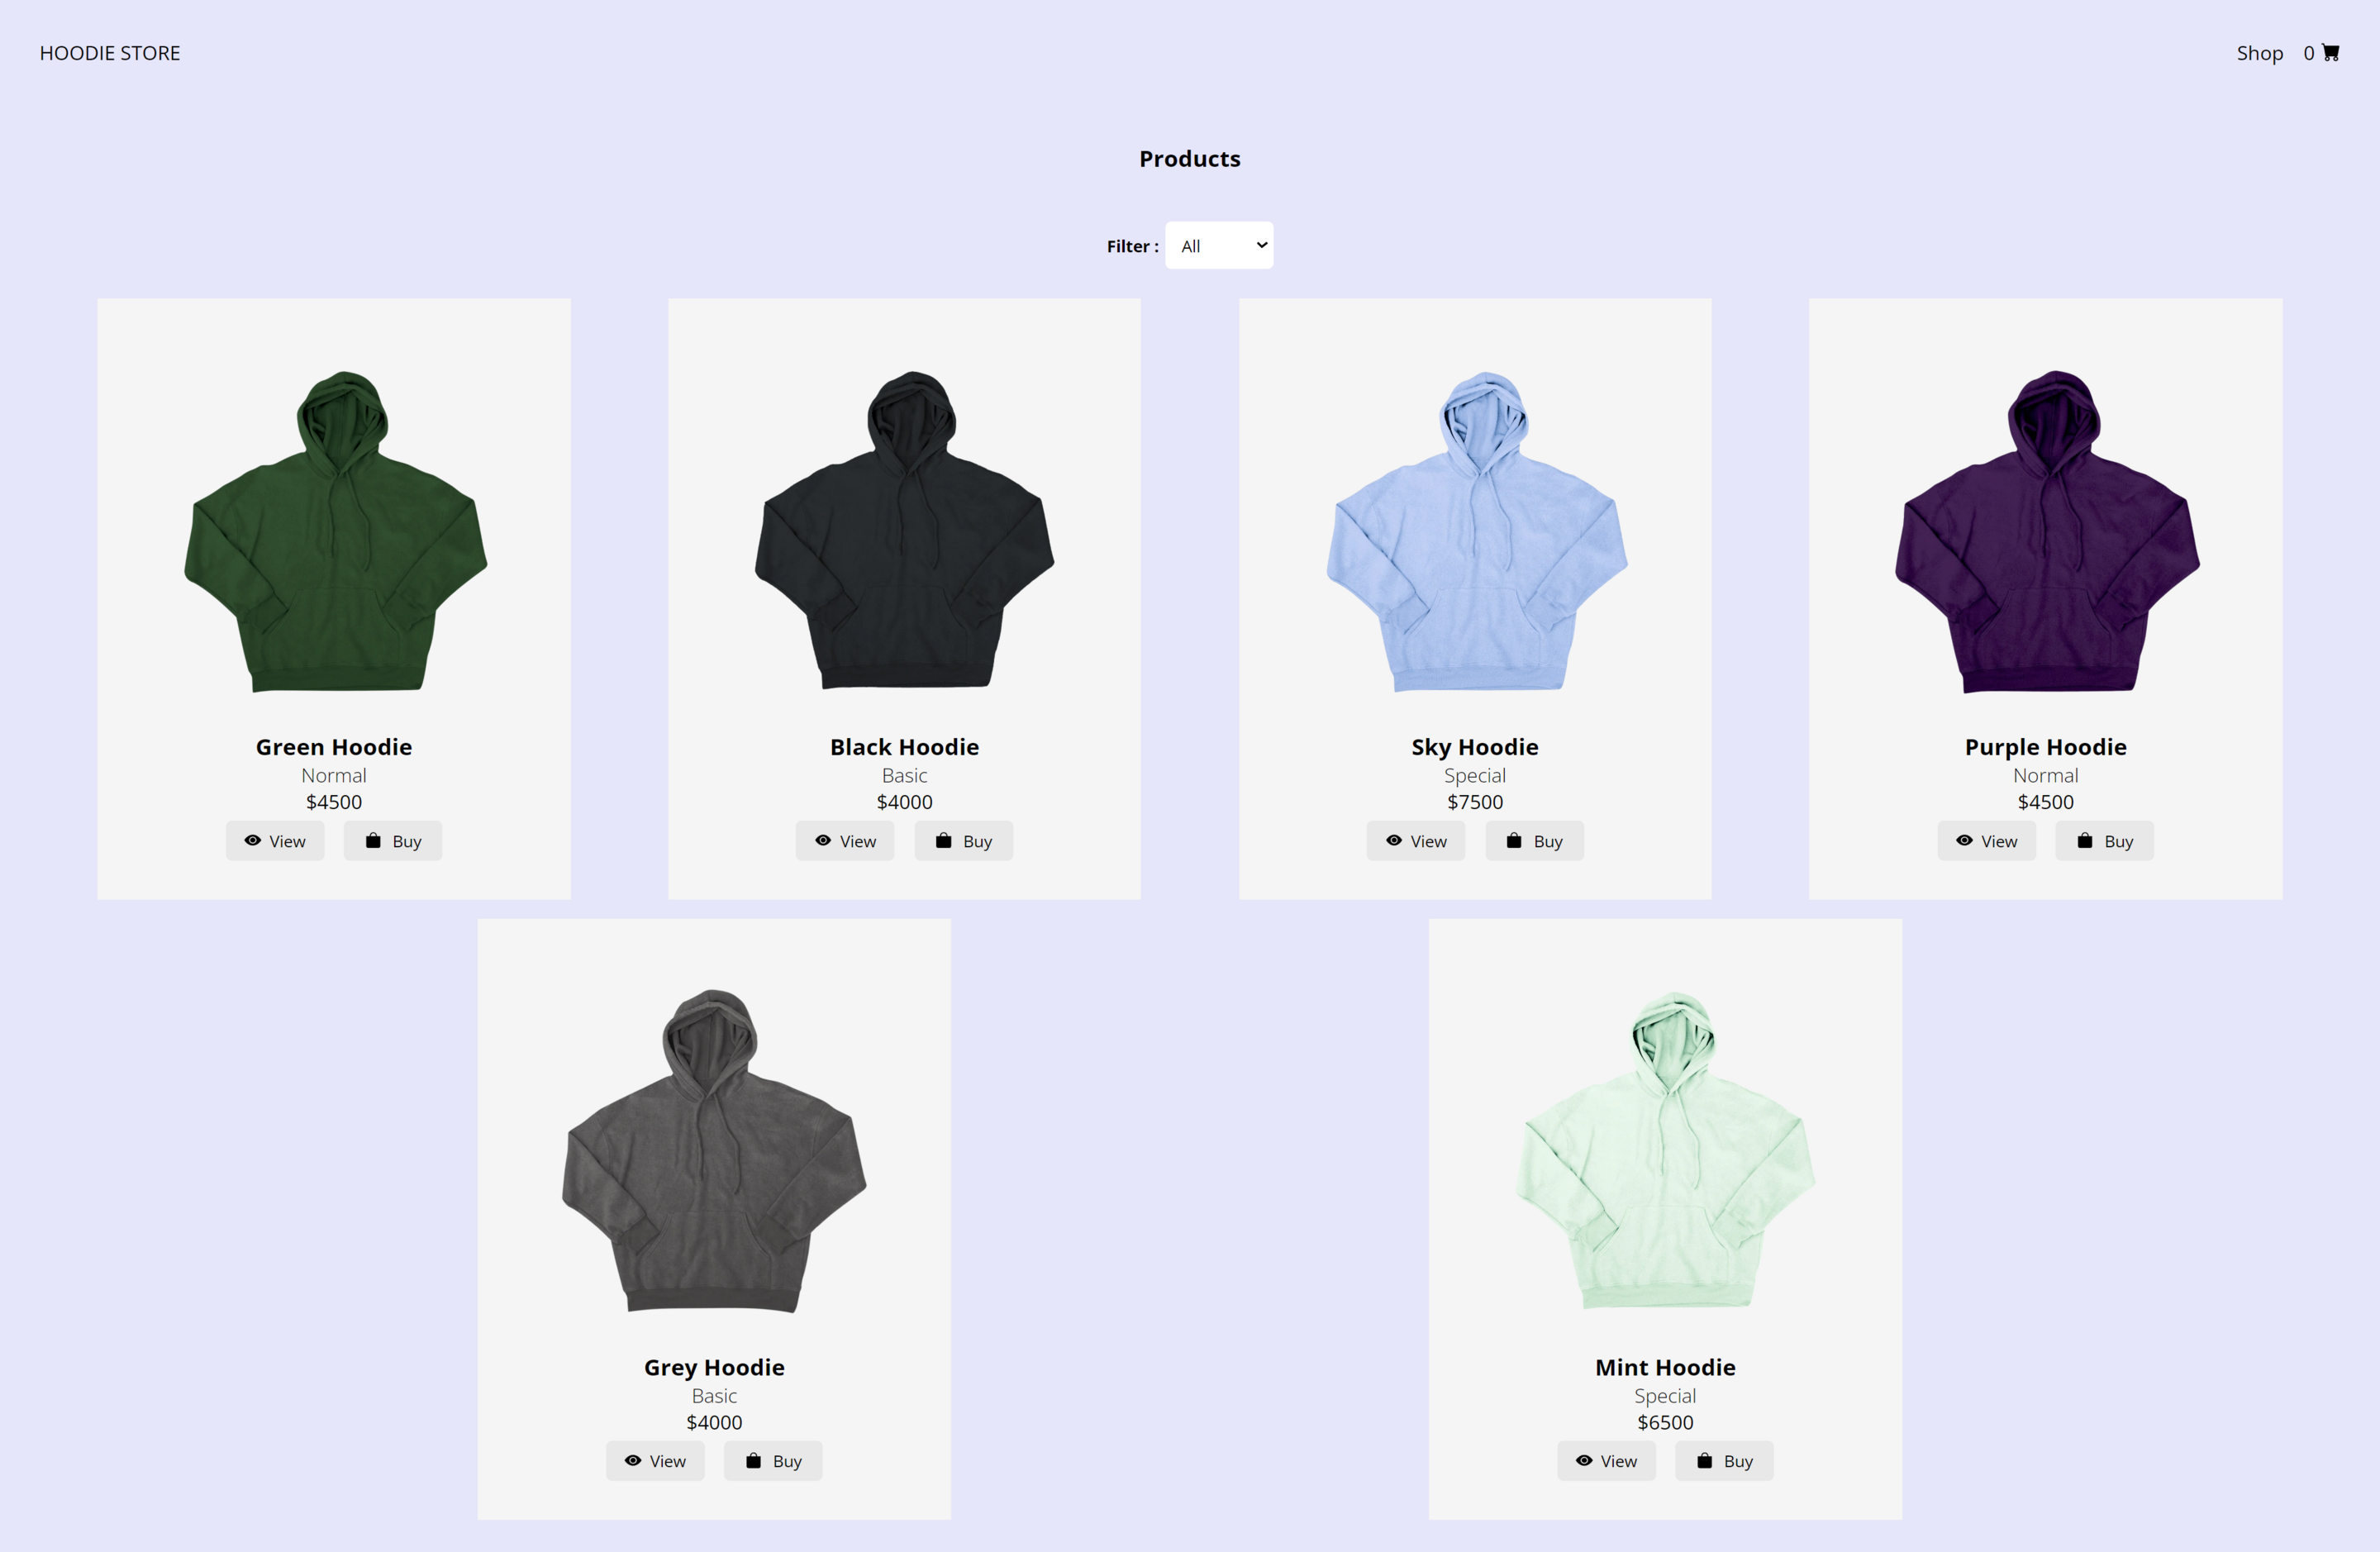 HOODIE STORE
Shop 0
Products
Filter : All
Green Hoodie
Normal
$4500
View Buy
Black Hoodie
Basic
$4000
View Buy
Sky Hoodie
Special
$7500
View Buy
Purple Hoodie
Normal
$4500
View Buy
Grey Hoodie
Basic
$4000
View Buy
Mint Hoodie
Special
$6500
View Buy